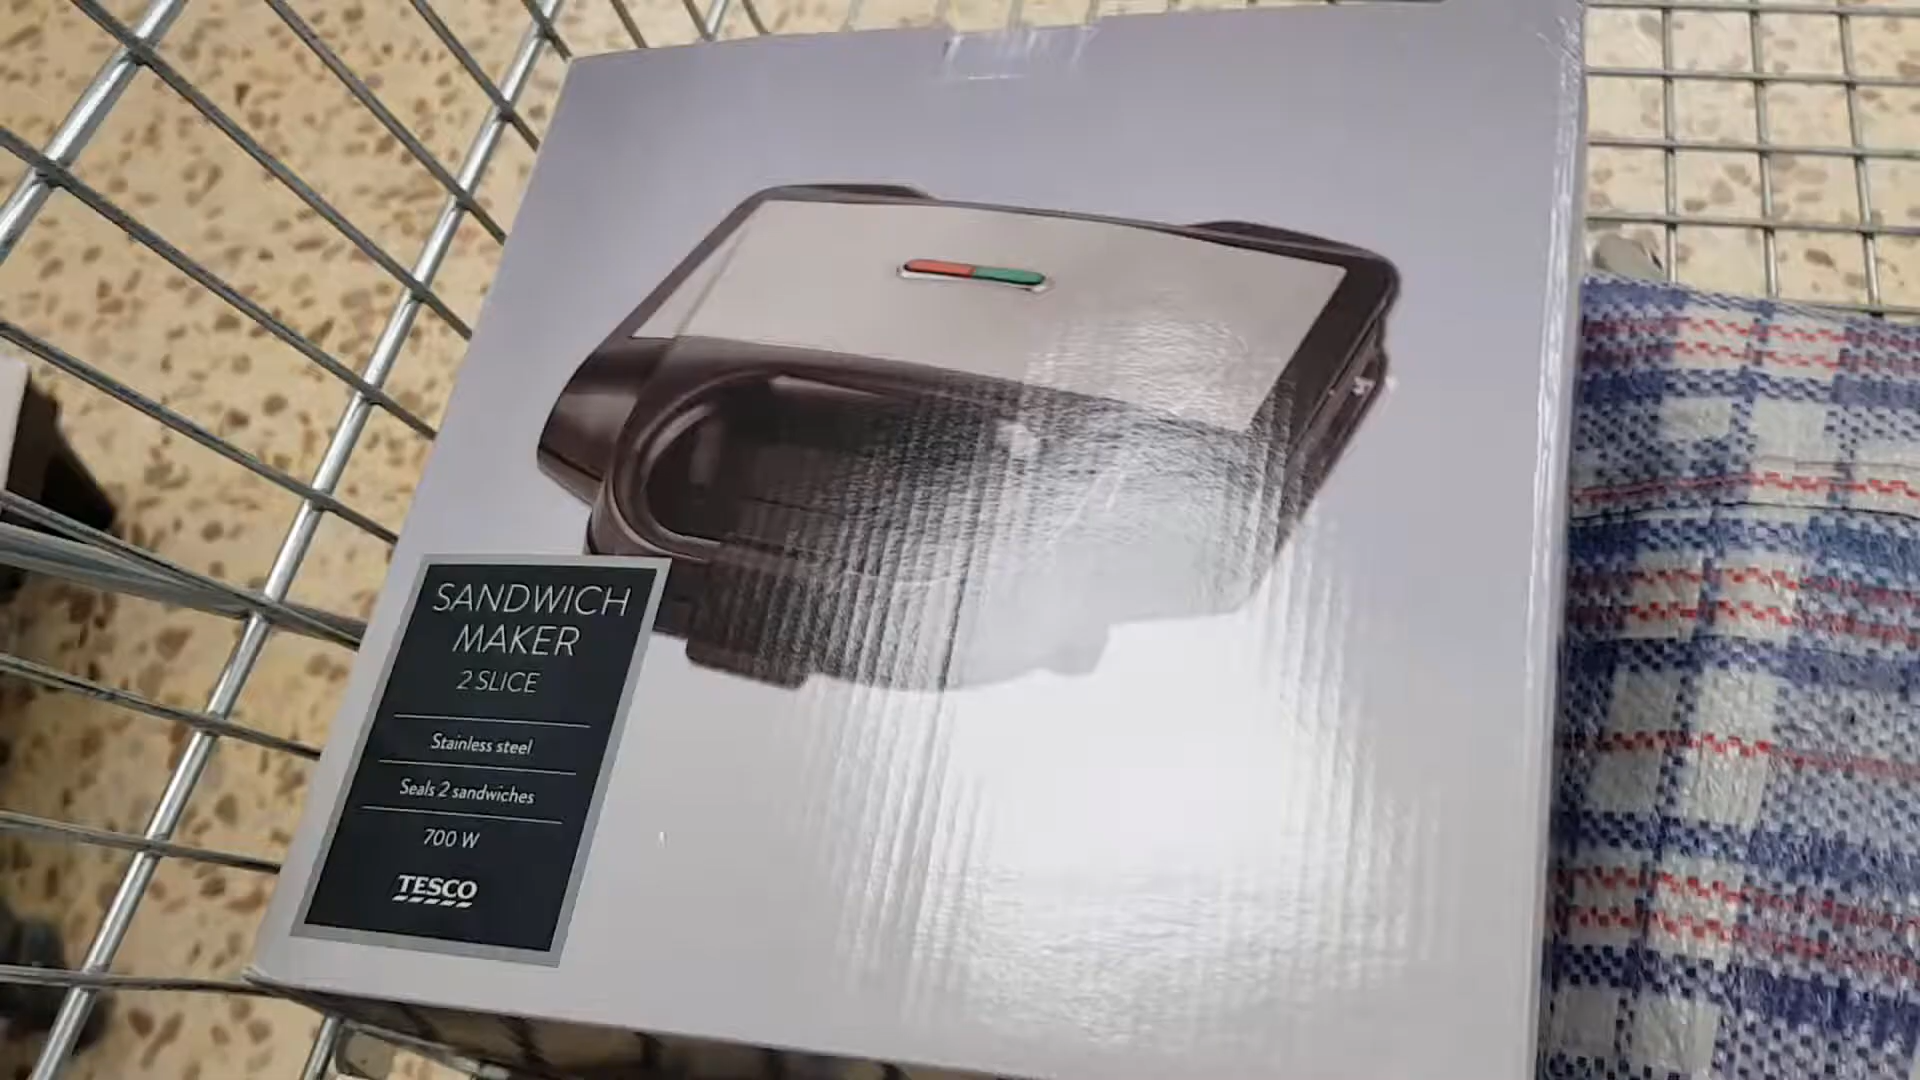 SANDWICH
MAKER
2 SLICE
Stainless steel
Seals 2 sandwiches
700 W
TESCO